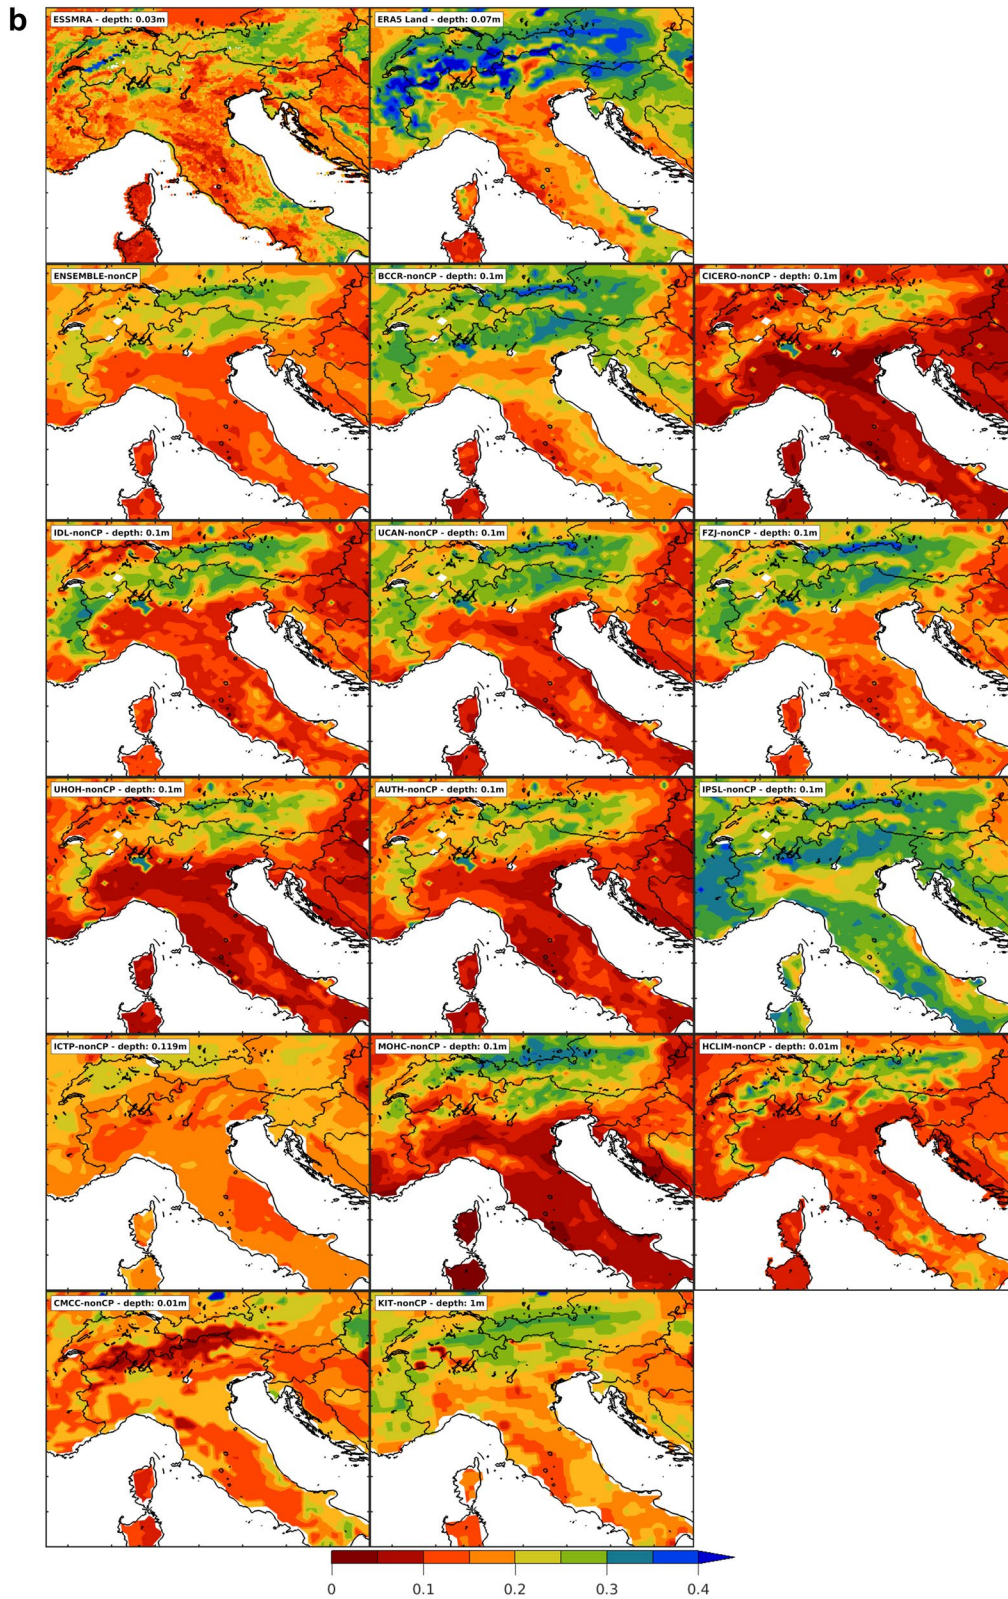 b
ESSMRA - depth: 0.03m
ERA5 Land - depth: 0.07m
ENSEMBLE-nonCP
BCCR-nonCP - depth: 0.1m
CICERO-nonCP - depth: 0.1m
IDL-nonCP - depth: 0.1m
UCAN-nonCP - depth: 0.1m
FZJ-nonCP - depth: 0.1m
UHOH-nonCP - depth: 0.1m
AUTH-nonCP - depth: 0.1m
IPSL-nonCP - depth: 0.1m
ICTP-nonCP - depth: 0.119m
MOHC-nonCP - depth: 0.1m
HCLIM-nonCP - depth: 0.01m
CMCC-nonCP - depth: 0.01m
KIT-nonCP - depth: 1m
0 0.1 0.2 0.3 0.4